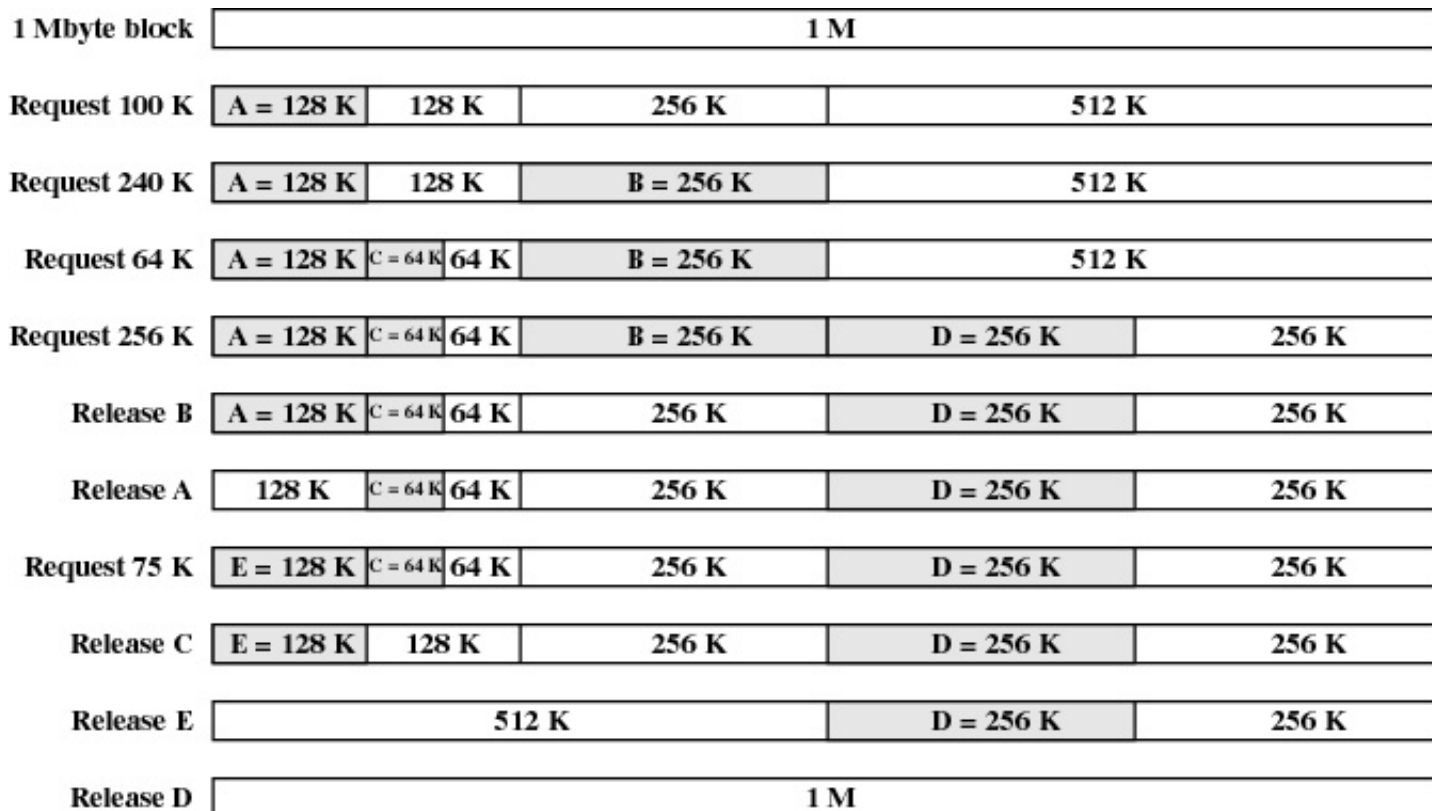 1 Mbyte block 1 M
Request 100 K A = 128 K 128 K 256 K 512 K
Request 240 K A = 128 K 128 K B = 256 K 512 K
Request 64 K A = 128 K C = 64 K 64 K B = 256 K 512 K
Request 256 K A = 128 K C = 64 K 64 K B = 256 K D = 256 K 256 K
Release B A = 128 K C = 64 K 64 K 256 K D = 256 K 256 K
Release A 128 K C = 64 K 64 K 256 K D = 256 K 256 K
Request 75 K E = 128 K C = 64 K 64 K 256 K D = 256 K 256 K
Release C E = 128 K 128 K 256 K D = 256 K 256 K
Release E 512 K D = 256 K 256 K
Release D 1 M